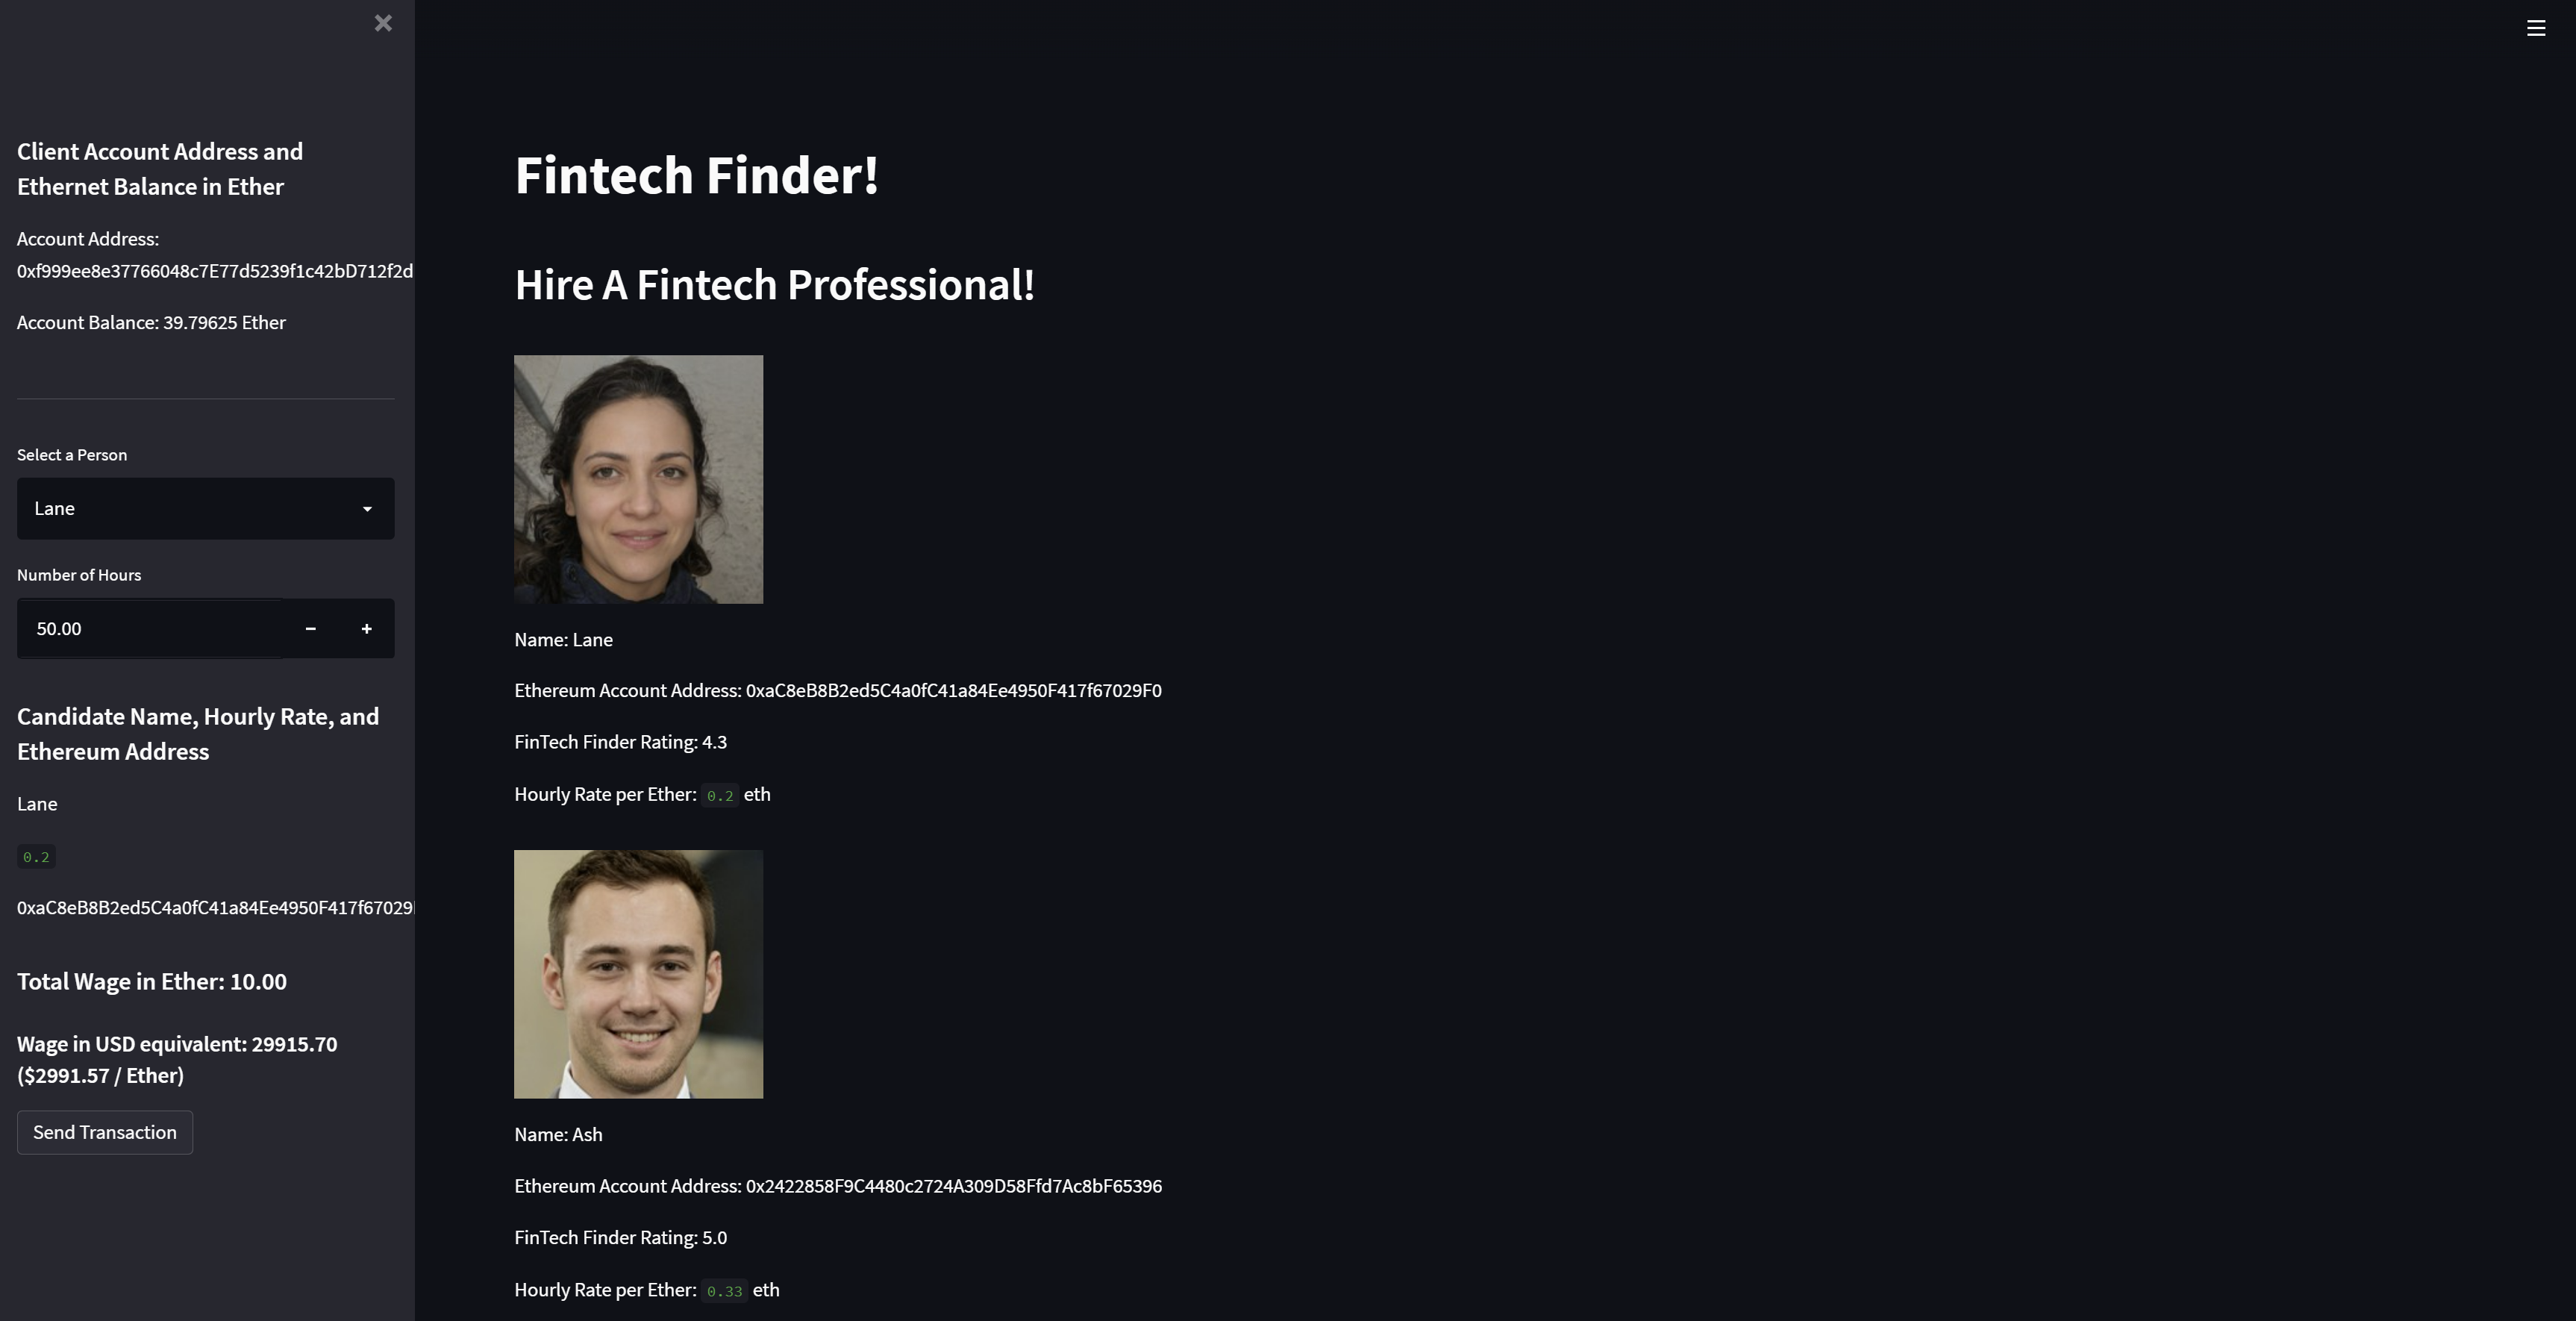 Client Account Address and
Ethernet Balance in Ether
Account Address:
0xf999ee8e37766048c7E77d5239f1c42bD712f2d
Account Balance: 39.79625 Ether
Select a Person
Lane
Number of Hours
50.00
Candidate Name, Hourly Rate, and
Ethereum Address
Lane
0.2
0xaC8eB8B2ed5C4a0fC41a84Ee4950F417f67029
Total Wage in Ether: 10.00
Wage in USD equivalent: 29915.70
($2991.57 / Ether)
Send Transaction
Fintech Finder!
Hire A Fintech Professional!
Name: Lane
Ethereum Account Address: 0xaC8eB8B2ed5C4a0fC41a84Ee4950F417f67029F0
FinTech Finder Rating: 4.3
Hourly Rate per Ether: 0.2 eth
Name: Ash
Ethereum Account Address: 0x2422858F9C4480c2724A309D58Ffd7Ac8bF65396
FinTech Finder Rating: 5.0
Hourly Rate per Ether: 0.33 eth